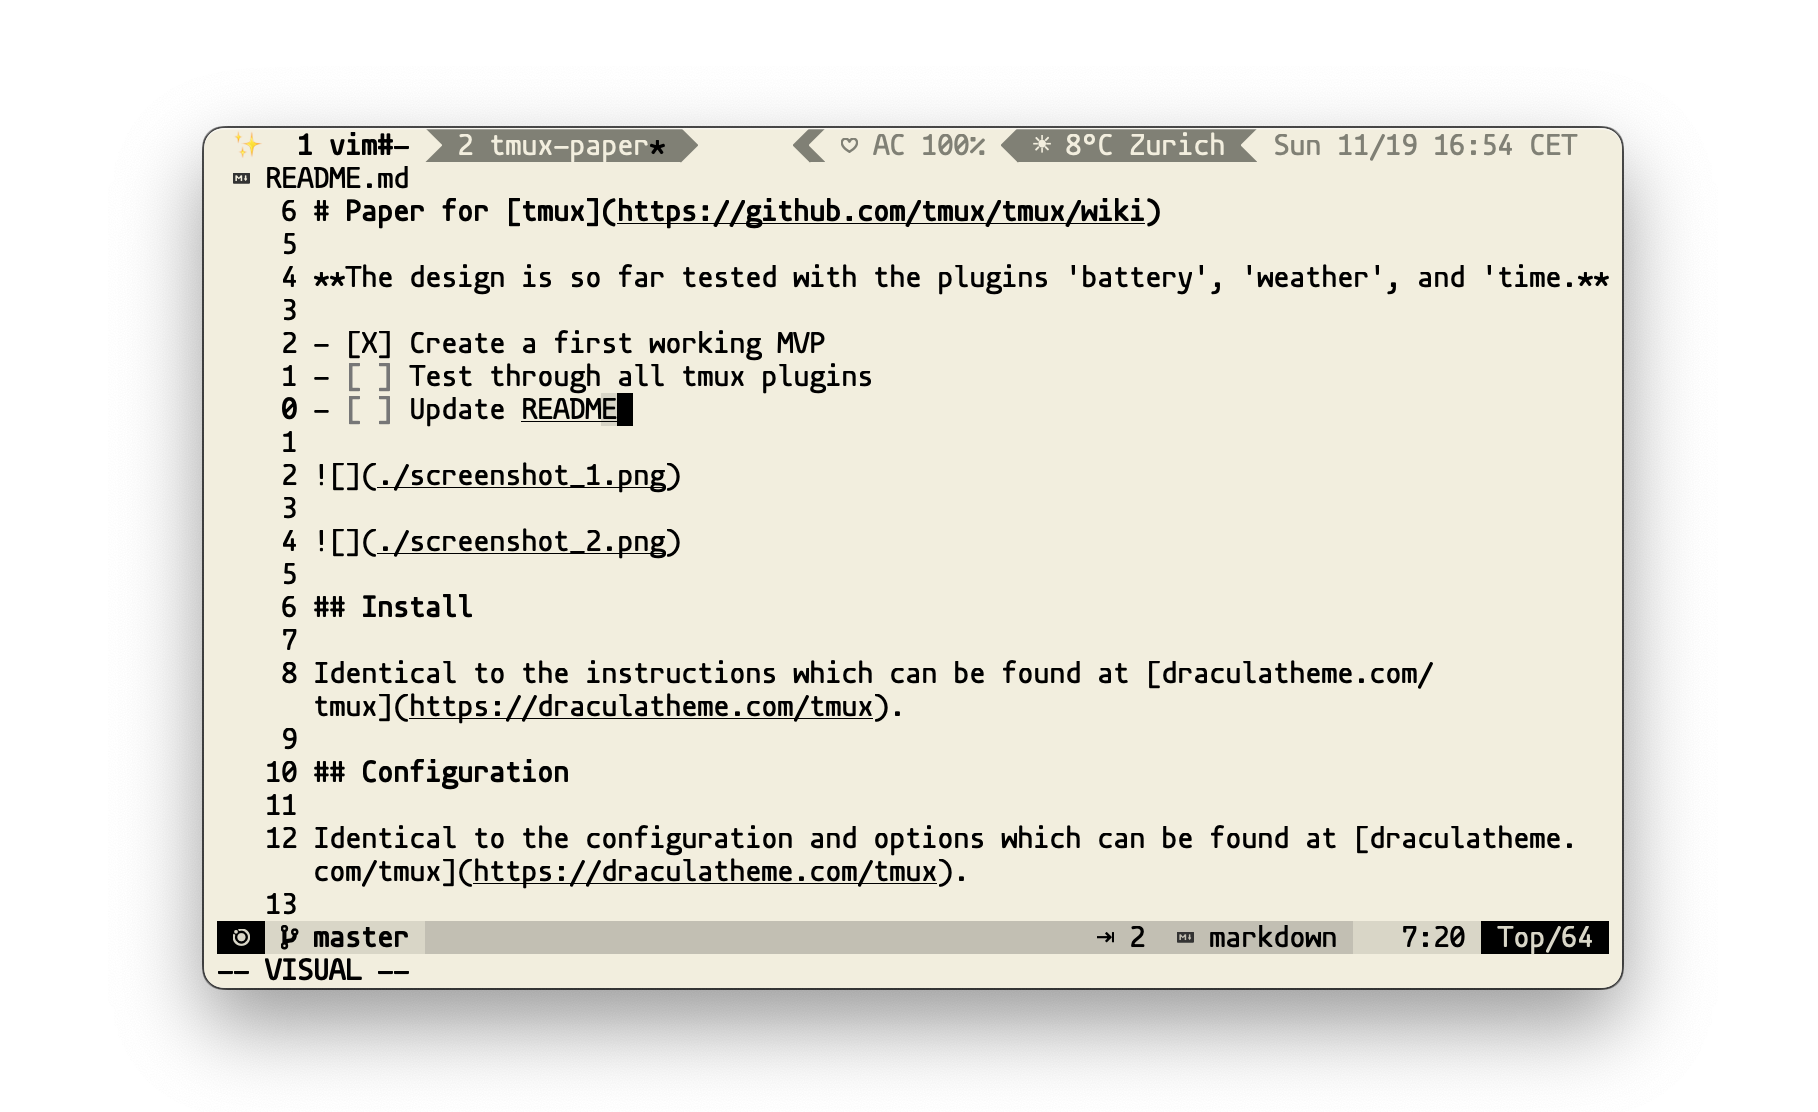 ✨ 1 vim#- 2 tmux-paper* ♡ AC 100% ☀ 8°C Zurich Sun 11/19 16:54 CET
README.md
6 # Paper for [tmux](https://github.com/tmux/tmux/wiki)
5
4 **The design is so far tested with the plugins 'battery', 'weather', and 'time.**
3
2 - [X] Create a first working MVP
1 - [ ] Test through all tmux plugins
0 - [ ] Update README
1
2 ![](./screenshot_1.png)
3
4 ![](./screenshot_2.png)
5
6 ## Install
7
8 Identical to the instructions which can be found at [draculatheme.com/
tmux](https://draculatheme.com/tmux).
9
10 ## Configuration
11
12 Identical to the configuration and options which can be found at [draculatheme.
com/tmux](https://draculatheme.com/tmux).
13
master ⇥ 2 markdown 7:20 Top/64
-- VISUAL --